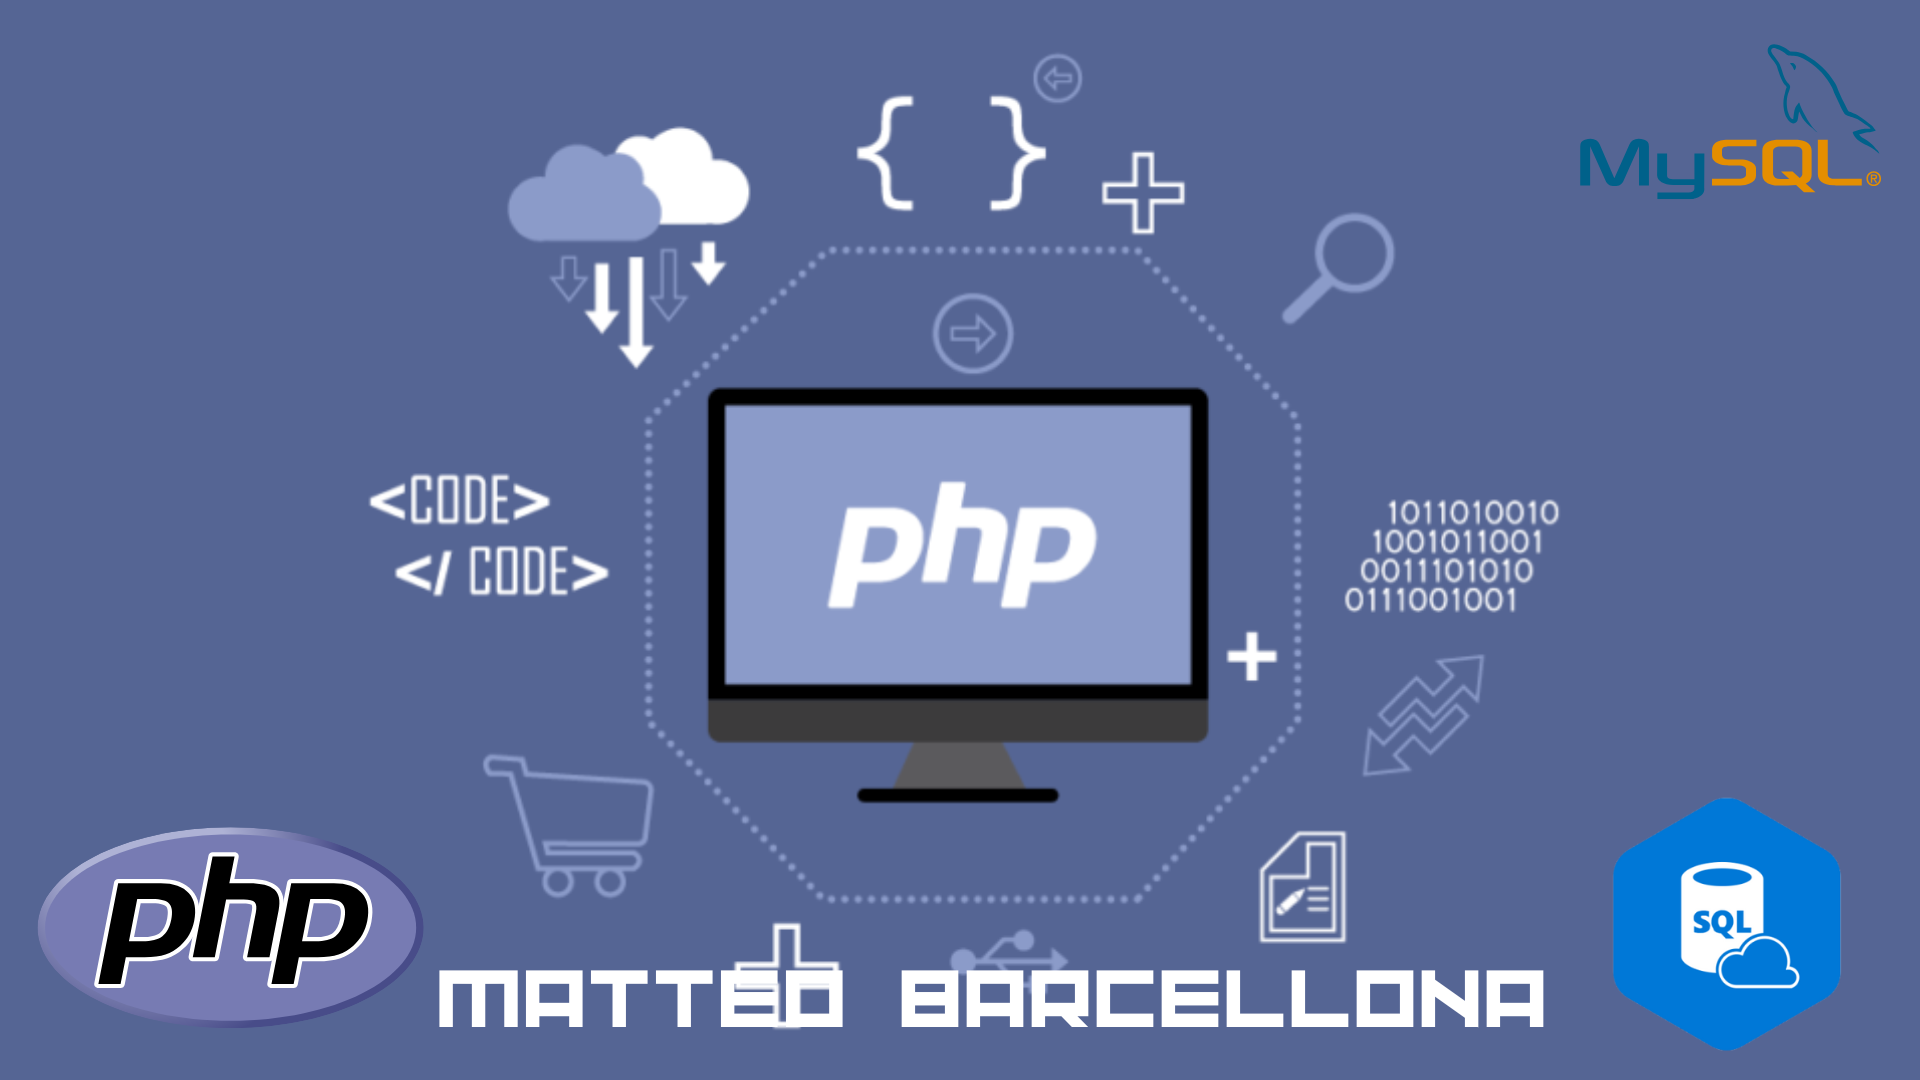 { }
MySQL®
<CODE>
</ CODE>
php
1011010010
1001011001
0011101010
0111001001
php
SQL
MATTEO BARCELLONA